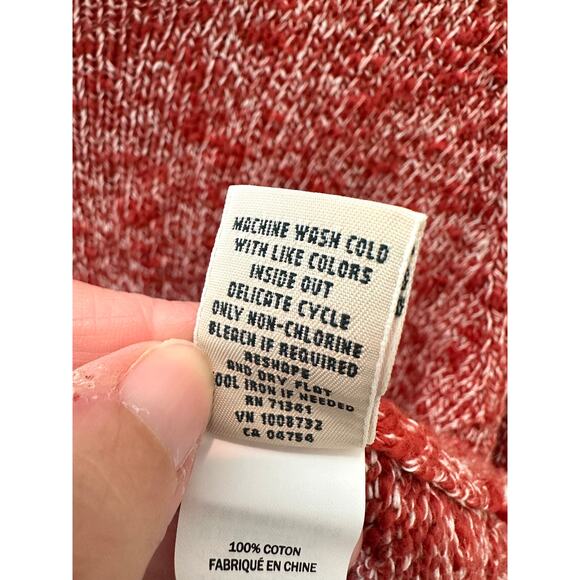 MACHINE WASH COLD
WITH LIKE COLORS
INSIDE OUT
DELICATE CYCLE
ONLY NON-CHLORINE
BLEACH IF REQUIRED
RESHAPE
AND DRY FLAT
COOL IRON IF NEEDED
RN 71341
VN 1008732
CA 04754
100% COTON
FABRIQUÉ EN CHINE